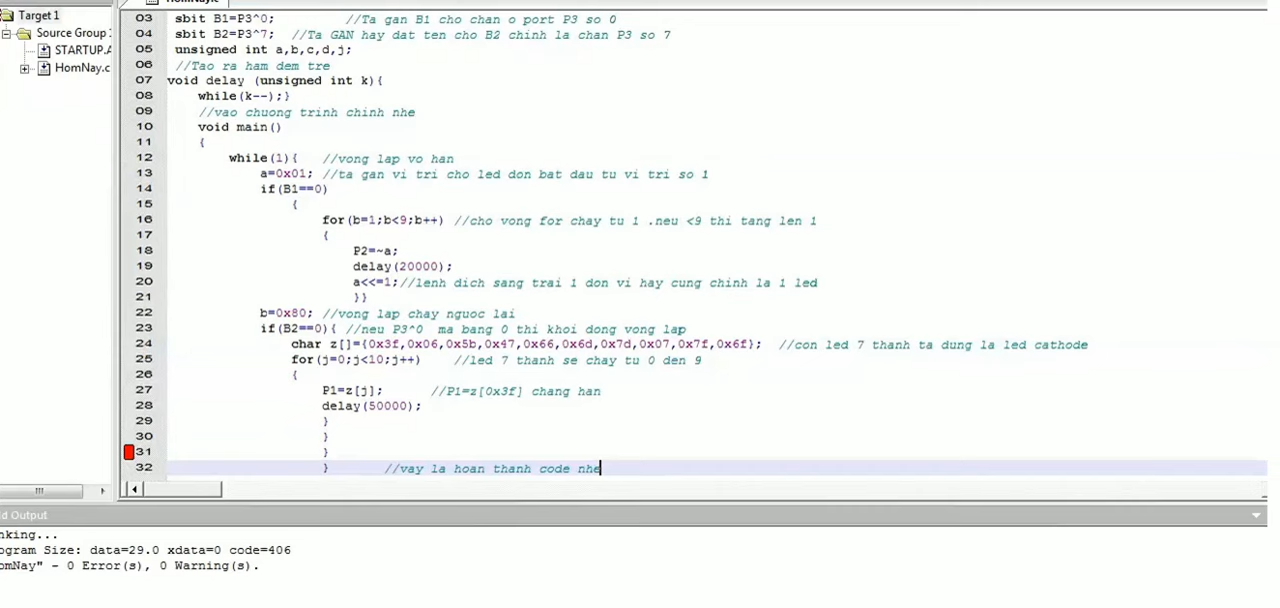 Target 1
Source Group
STARTUP.A
HomNay.c
03 sbit B1=P3^0; //Ta gan B1 cho chan o port P3 so 0
04 sbit B2=P3^7; //Ta GAN hay dat ten cho B2 chinh la chan P3 so 7
05 unsigned int a,b,c,d,j;
06 //Tao ra ham dem tre
07 void delay (unsigned int k){
08 while(k--);}
09 //vao chuong trinh chinh nhe
10 void main()
11 {
12 while(1){ //vong lap vo han
13 a=0x01; //ta gan vi tri cho led don bat dau tu vi tri so 1
14 if(B1==0)
15 {
16 for(b=1;b<9;b++) //cho vong for chay tu 1 .neu <9 thi tang len 1
17 {
18 P2=~a;
19 delay(20000);
20 a<<=1;//lenh dich sang trai 1 don vi hay cung chinh la 1 led
21 }}
22 b=0x80; //vong lap chay nguoc lai
23 if(B2==0){ //neu P3^0 ma bang 0 thi khoi dong vong lap
24 char z[]={0x3f,0x06,0x5b,0x47,0x66,0x6d,0x7d,0x07,0x7f,0x6f}; //con led 7 thanh ta dung la led cathode
25 for(j=0;j<10;j++) //led 7 thanh se chay tu 0 den 9
26 {
27 P1=z[j]; //P1=z[0x3f] chang han
28 delay(50000);
29 }
30 }
31 }
32 } //vay la hoan thanh code nhe
d Output
nking...
ogram Size: data=29.0 xdata=0 code=406
omNay" - 0 Error(s), 0 Warning(s).